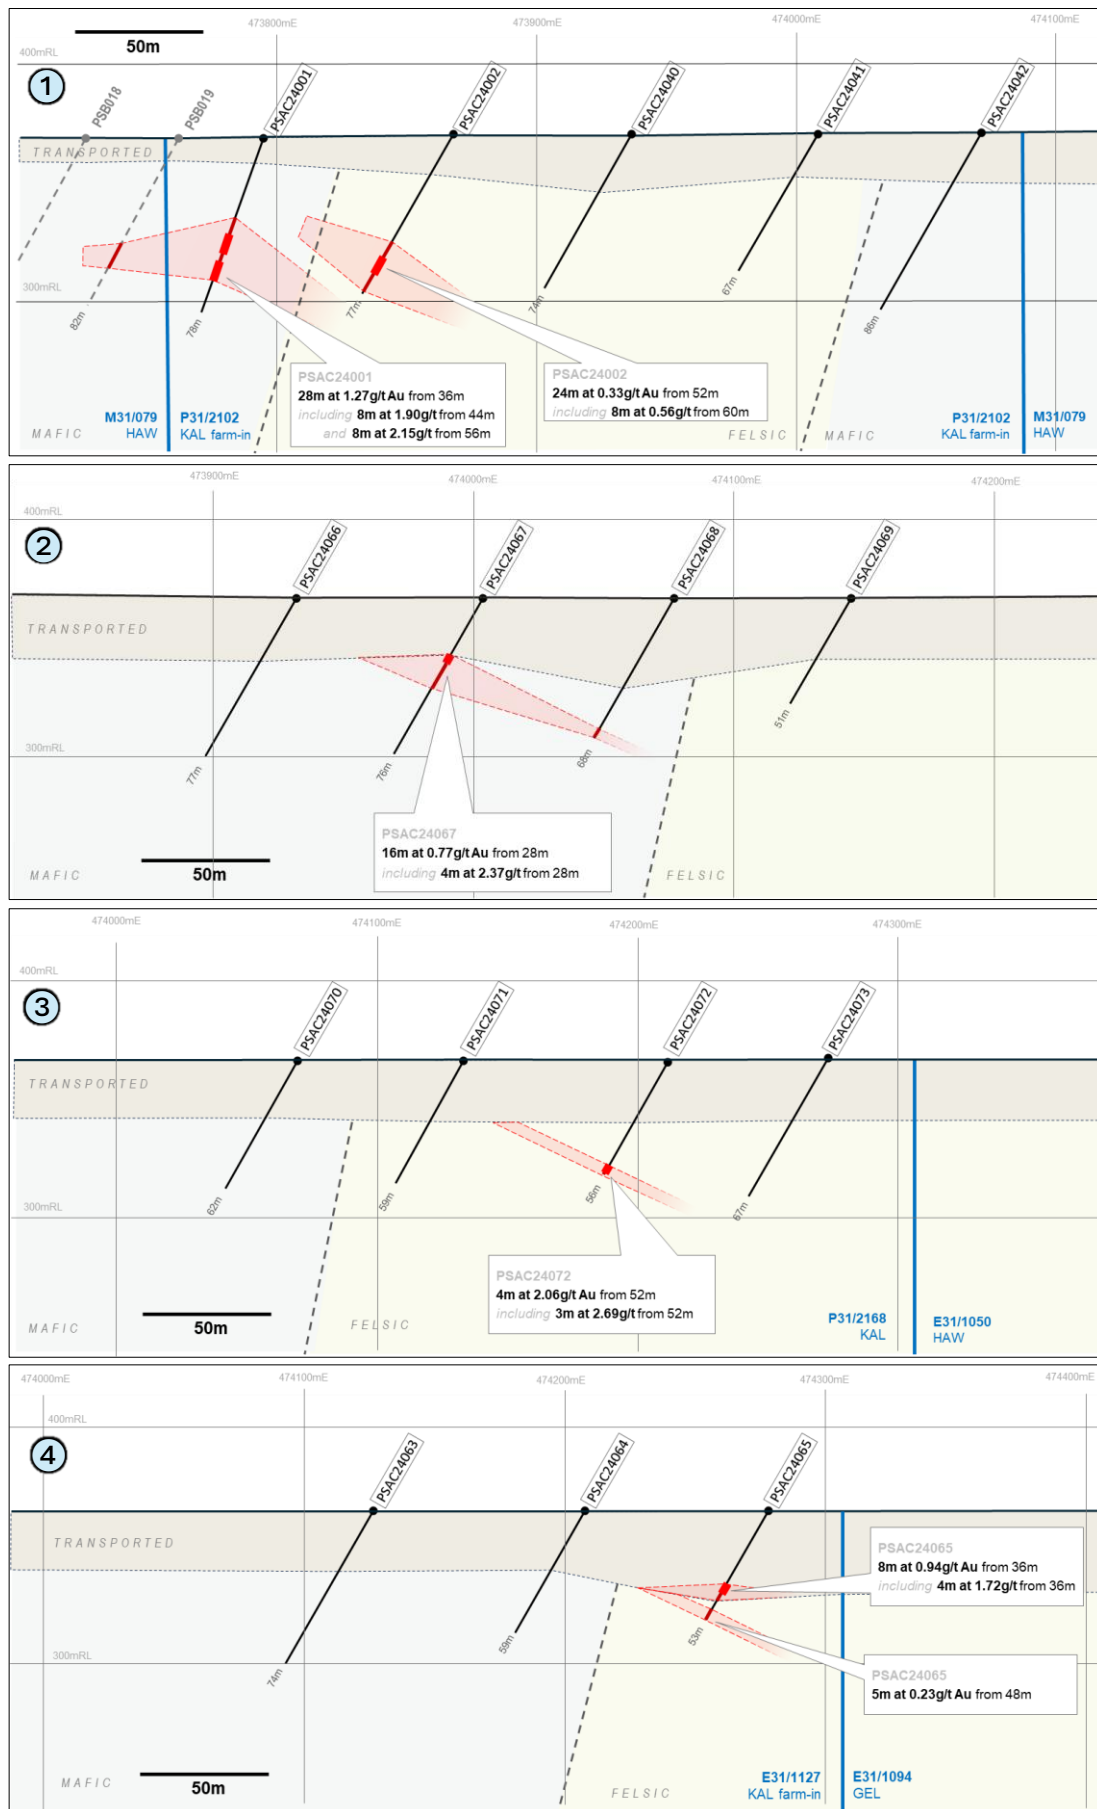 473800mE
473900mE
474000mE
474100mE
50m
400mRL
1
PSB018
PSB019
PSAC24001
PSAC24002
PSAC24040
PSAC24041
PSAC24042
TRANSPORTED
300mRL
82m
78m
77m
74m
67m
86m
PSAC24001
28m at 1.27g/t Au from 36m
including 8m at 1.90g/t from 44m
and 8m at 2.15g/t from 56m
PSAC24002
24m at 0.33g/t Au from 52m
including 8m at 0.56g/t from 60m
M31/079
HAW
P31/2102
KAL farm-in
P31/2102
KAL farm-in
M31/079
HAW
MAFIC
FELSIC
MAFIC
473900mE
474000mE
474100mE
474200mE
400mRL
2
PSAC24066
PSAC24067
PSAC24068
PSAC24069
TRANSPORTED
300mRL
77m
76m
68m
51m
PSAC24067
16m at 0.77g/t Au from 28m
including 4m at 2.37g/t from 28m
50m
MAFIC
FELSIC
474000mE
474100mE
474200mE
474300mE
400mRL
3
PSAC24070
PSAC24071
PSAC24072
PSAC24073
TRANSPORTED
300mRL
62m
59m
56m
67m
PSAC24072
4m at 2.06g/t Au from 52m
including 3m at 2.69g/t from 52m
50m
MAFIC
FELSIC
P31/2168
KAL
E31/1050
HAW
474000mE
474100mE
474200mE
474300mE
474400mE
400mRL
4
PSAC24063
PSAC24064
PSAC24065
TRANSPORTED
300mRL
74m
59m
53m
PSAC24065
8m at 0.94g/t Au from 36m
including 4m at 1.72g/t from 36m
PSAC24065
5m at 0.23g/t Au from 48m
50m
MAFIC
FELSIC
E31/1127
KAL farm-in
E31/1094
GEL